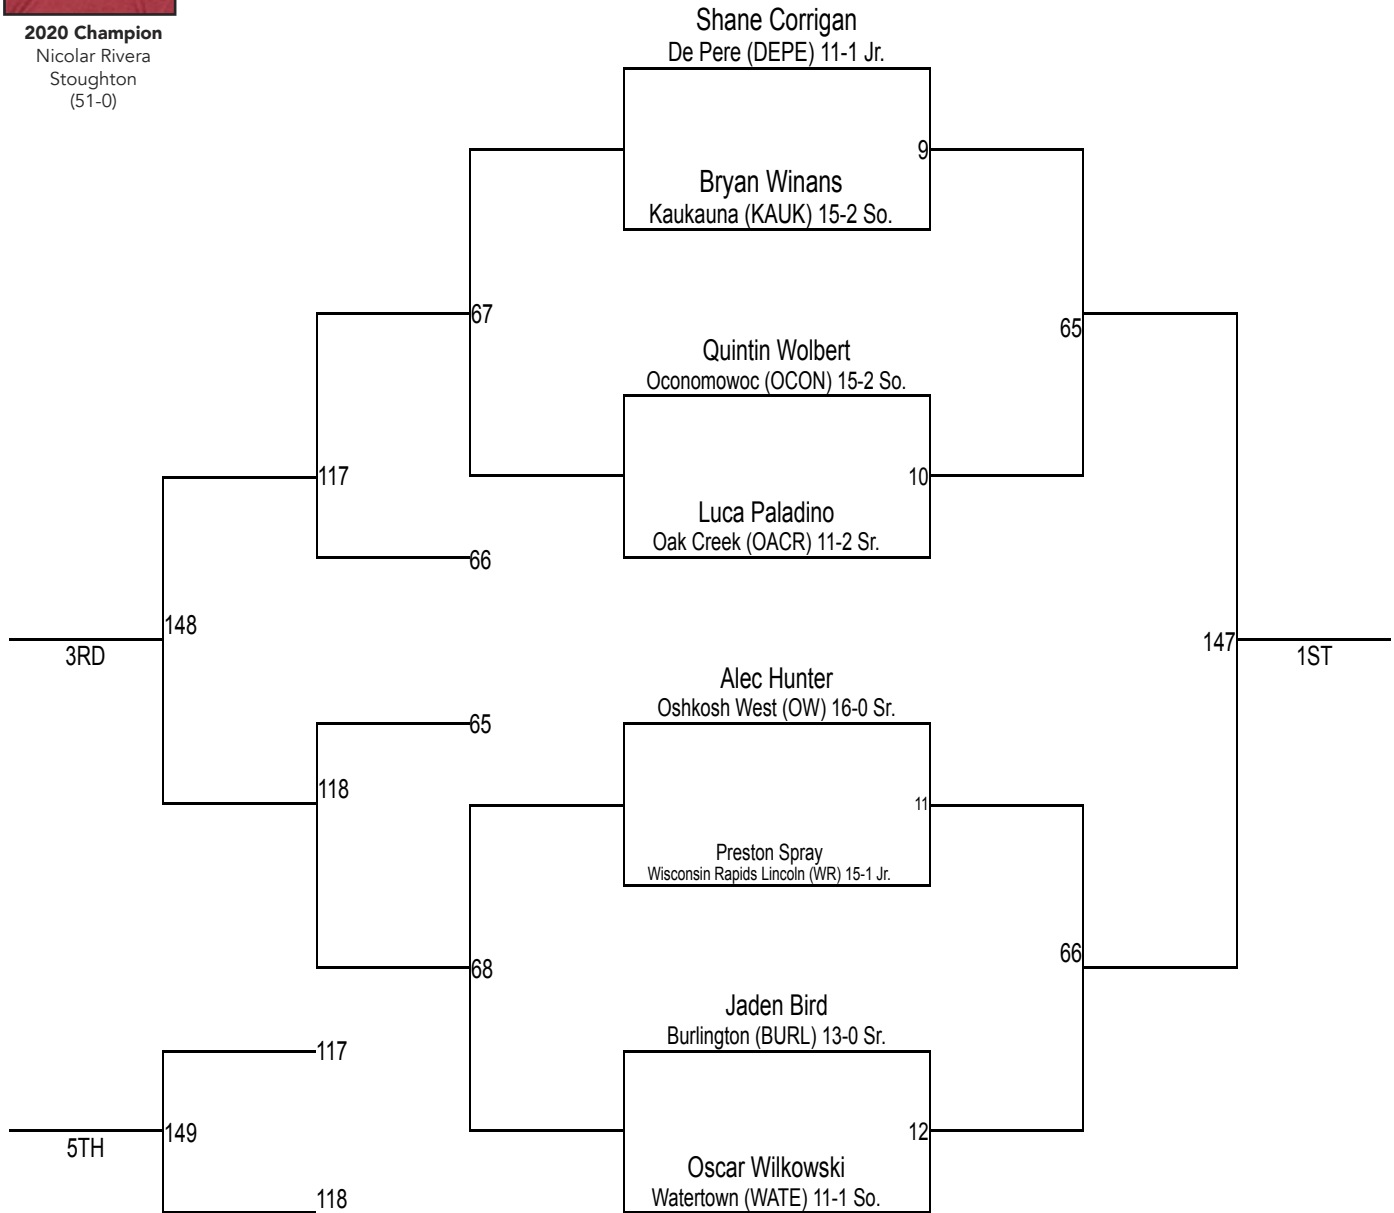 2020 Champion
Nicolar Rivera
Stoughton
(51-0)
Shane Corrigan
De Pere (DEPE) 11-1 Jr.
9
Bryan Winans
Kaukauna (KAUK) 15-2 So.
67
65
Quintin Wolbert
Oconomowoc (OCON) 15-2 So.
117
10
Luca Paladino
Oak Creek (OACR) 11-2 Sr.
66
148
3RD
147
1ST
Alec Hunter
Oshkosh West (OW) 16-0 Sr.
65
118
11
Preston Spray
Wisconsin Rapids Lincoln (WR) 15-1 Jr.
66
68
Jaden Bird
Burlington (BURL) 13-0 Sr.
117
149
5TH
12
Oscar Wilkowski
Watertown (WATE) 11-1 So.
118